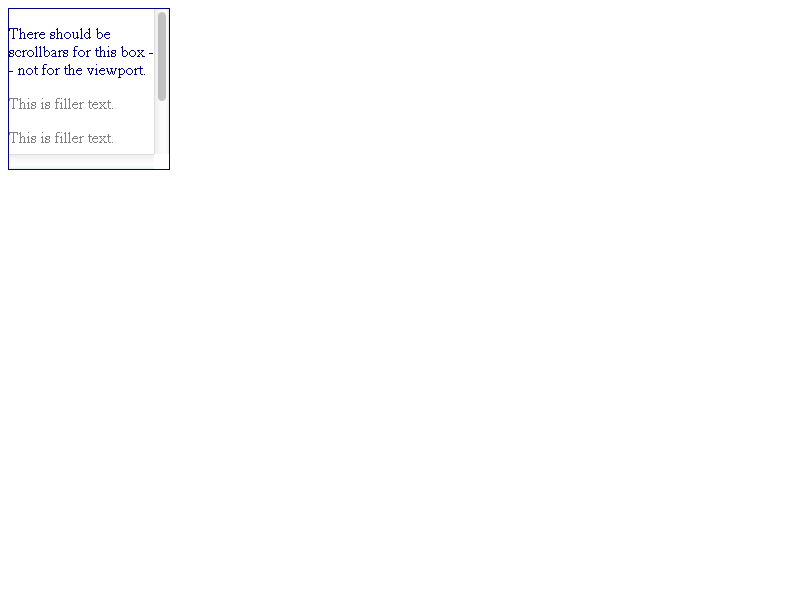 There should be
scrollbars for this box -
- not for the viewport.
This is filler text.
This is filler text.